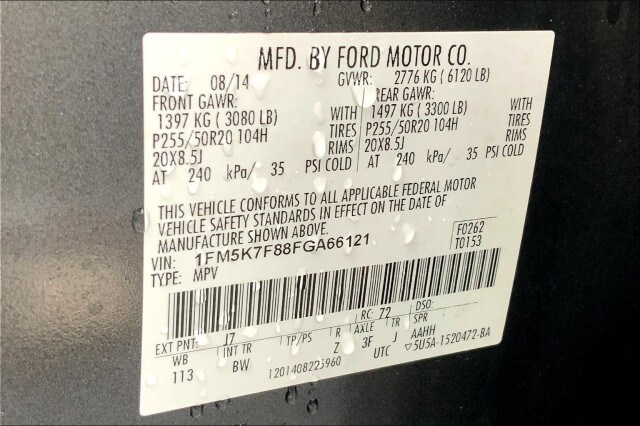 MFD. BY FORD MOTOR CO.
DATE: 08/14 GVWR: 2776 KG ( 6120 LB)
FRONT GAWR: REAR GAWR:
1397 KG ( 3080 LB) WITH 1497 KG ( 3300 LB) WITH
P255/50R20 104H TIRES P255/50R20 104H TIRES
20X8.5J RIMS 20X8.5J RIMS
AT 240 kPa/ 35 PSI COLD AT 240 kPa/ 35 PSI COLD
THIS VEHICLE CONFORMS TO ALL APPLICABLE FEDERAL MOTOR
VEHICLE SAFETY STANDARDS IN EFFECT ON THE DATE OF
MANUFACTURE SHOWN ABOVE.
VIN: 1FM5K7F88FGA66121 F0262
TYPE: MPV T0153
EXT PNT: J7 RC: 72 DSO:
WB INT TR TP/PS R AXLE TR SPR
113 BW Z 3F J AAHH
1201408223960 UTC ▽5U5A-1520472-BA